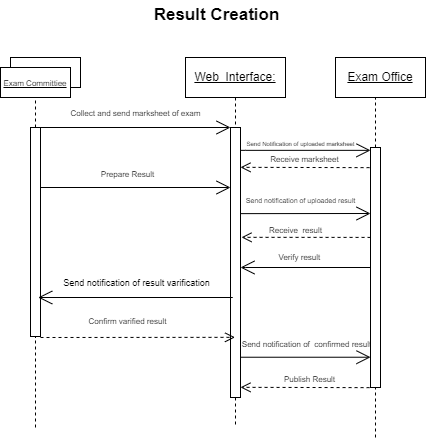 Result Creation
Exam Committiee
Web Interface:
Exam Office
Collect and send marksheet of exam
Send Notification of uploaded marksheet
Receive marksheet
Prepare Result
Send notification of uploaded result
Receive result
Verify result
Send notification of result varification
Confirm varified result
Send notification of confirmed result
Publish Result